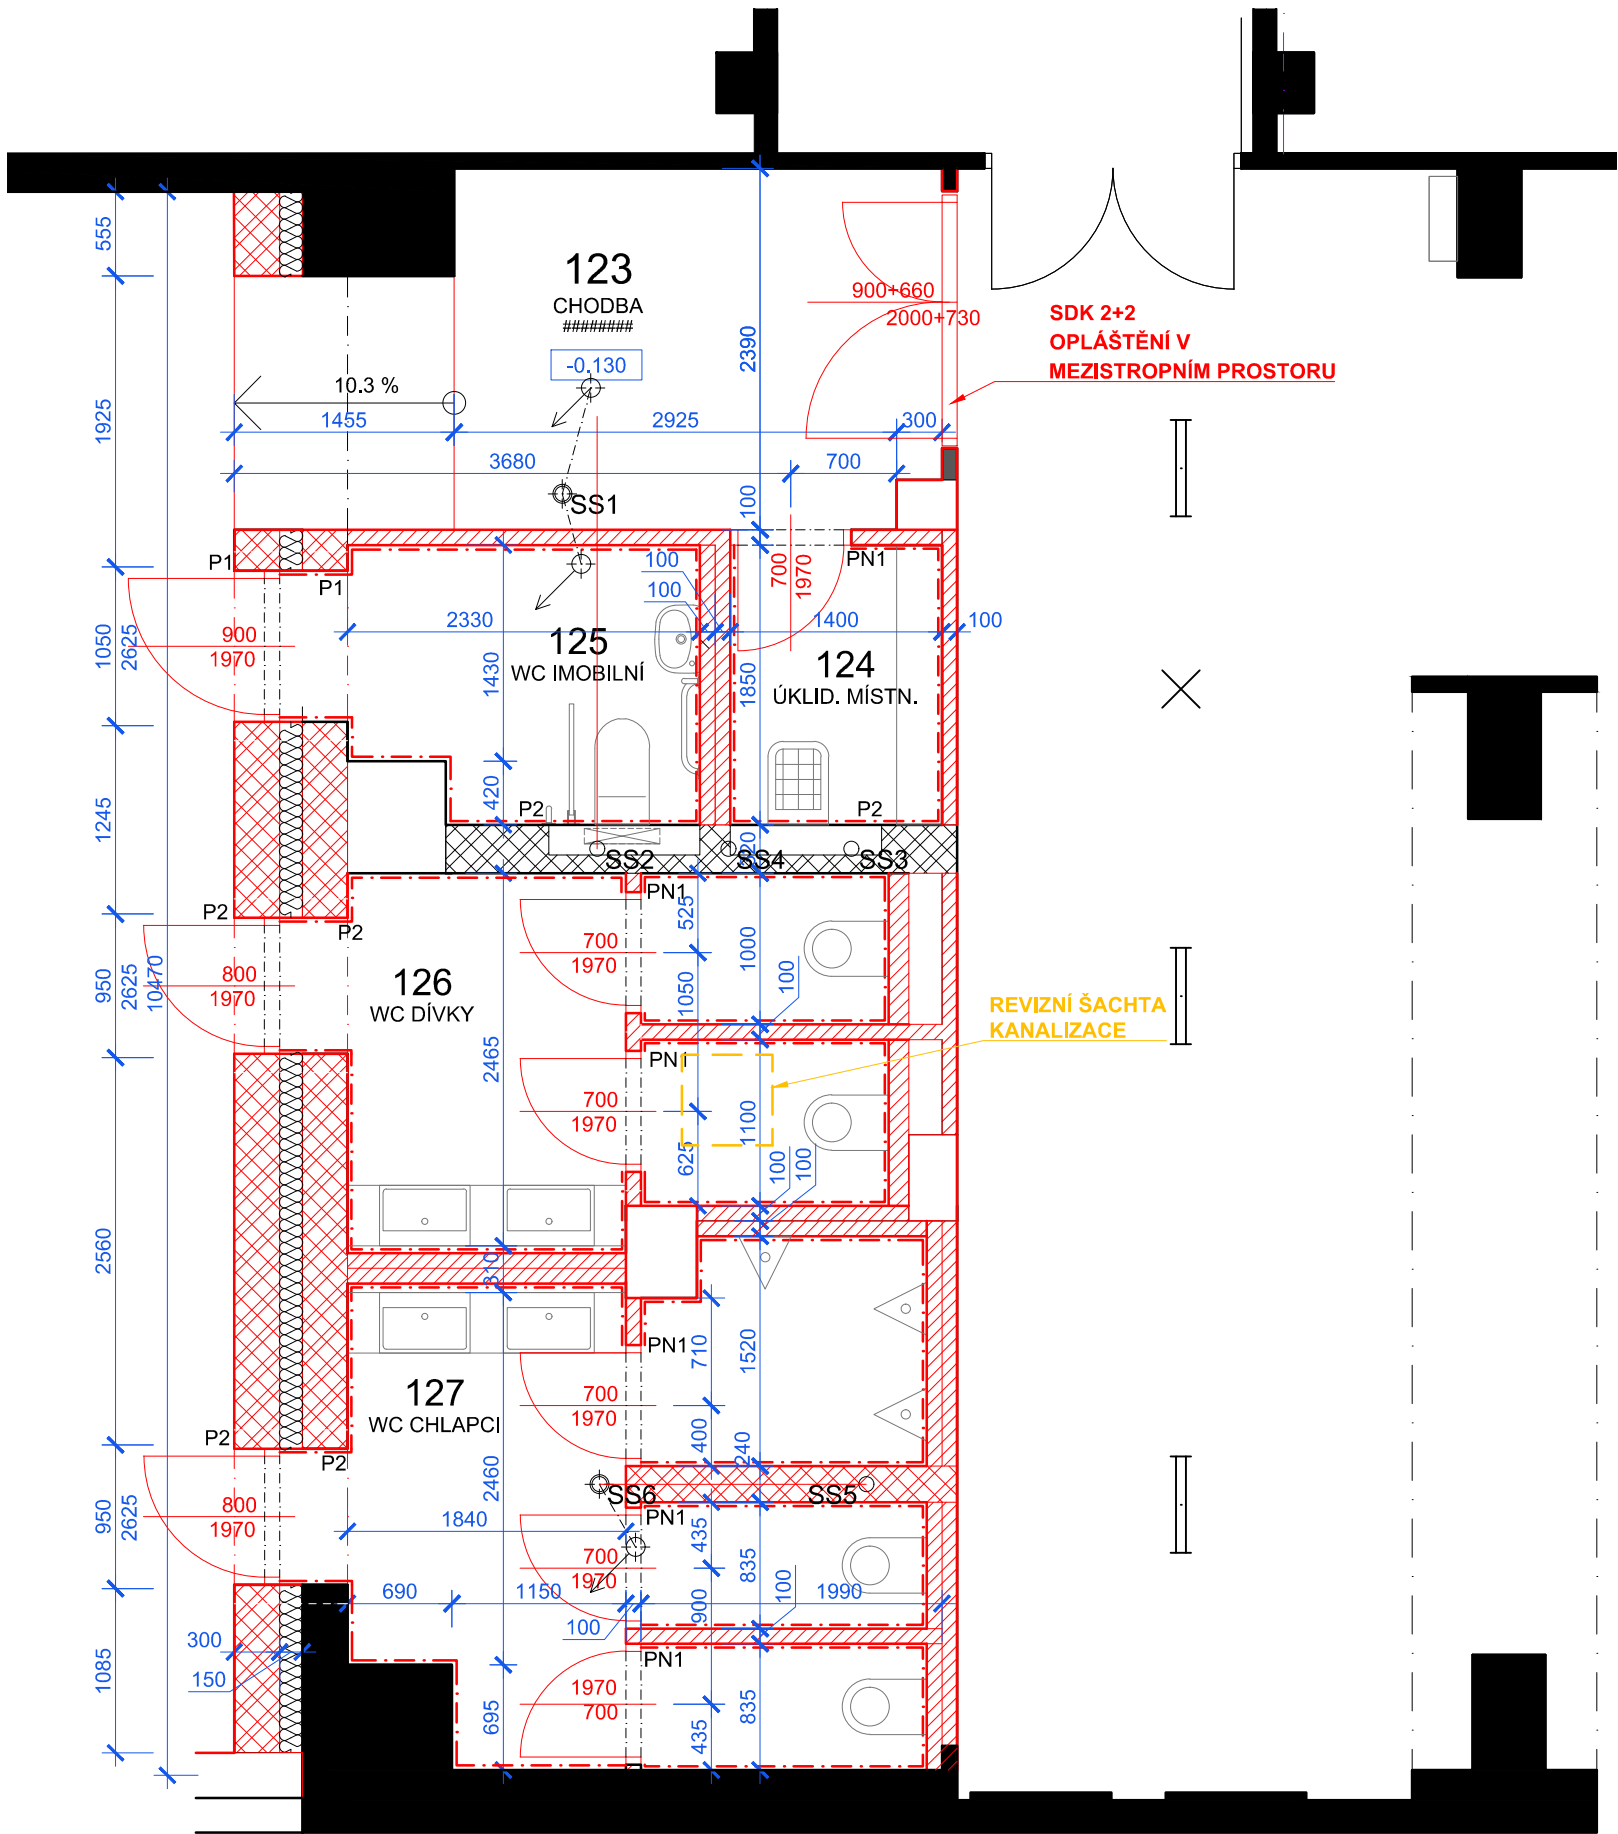 123
CHODBA
########
-0.130
10.3 %
900+660
2000+730
SDK 2+2
OPLÁŠTĚNÍ V
MEZISTROPNÍM PROSTORU
555
1925
2390
1455
2925
300
3680
700
100
SS1
P1
P1
100
100
700
1970
PN1
2330
1400
100
125
WC IMOBILNÍ
124
ÚKLID. MÍSTN.
900
1970
1050
2625
1430
1850
420
P2
P2
1245
SS2
SS4
SS3
320
P2
P2
PN1
525
1000
1050
100
700
1970
126
WC DÍVKY
800
1970
950
2625
10470
REVIZNÍ ŠACHTA
KANALIZACE
PN1
2465
700
1970
1100
625
100
100
2560
310
127
WC CHLAPCI
PN1
710
1520
700
1970
400
240
P2
P2
2460
SS6
SS5
800
1970
950
2625
1840
PN1
435
835
700
1970
690
1150
900
100
1990
100
300
150
1085
PN1
1970
700
695
435
835